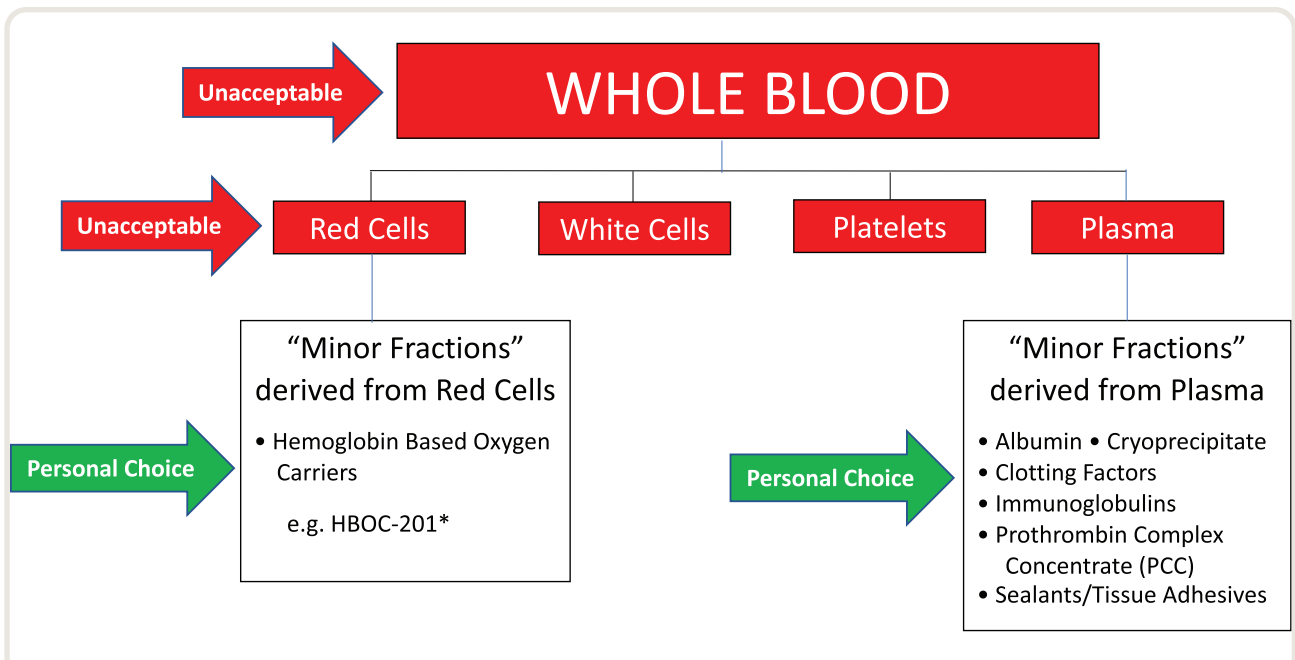 Unacceptable
WHOLE BLOOD
Unacceptable
Red Cells
White Cells
Platelets
Plasma
“Minor Fractions”
derived from Red Cells
• Hemoglobin Based Oxygen
Carriers
e.g. HBOC-201*
Personal Choice
“Minor Fractions”
derived from Plasma
• Albumin • Cryoprecipitate
• Clotting Factors
• Immunoglobulins
• Prothrombin Complex
Concentrate (PCC)
• Sealants/Tissue Adhesives
Personal Choice